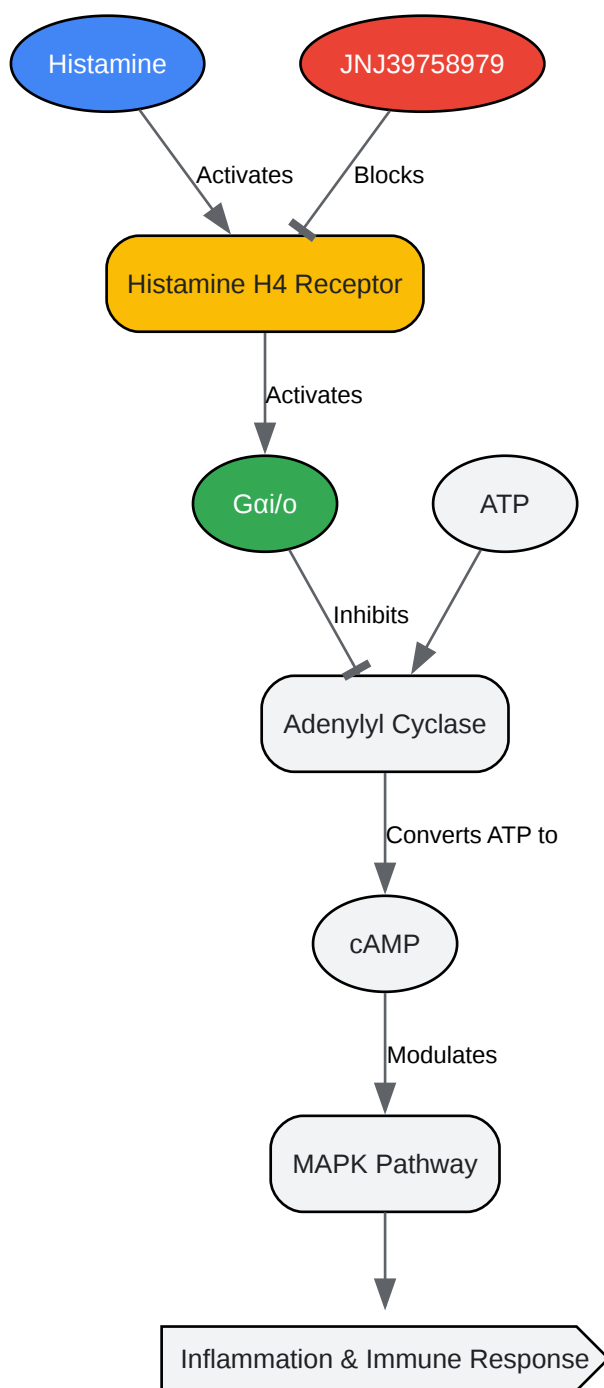 Histamine
JNJ39758979
Activates
Blocks
Histamine H4 Receptor
Activates
Gαi/o
ATP
Inhibits
Adenylyl Cyclase
Converts ATP to
cAMP
Modulates
MAPK Pathway
Inflammation & Immune Response